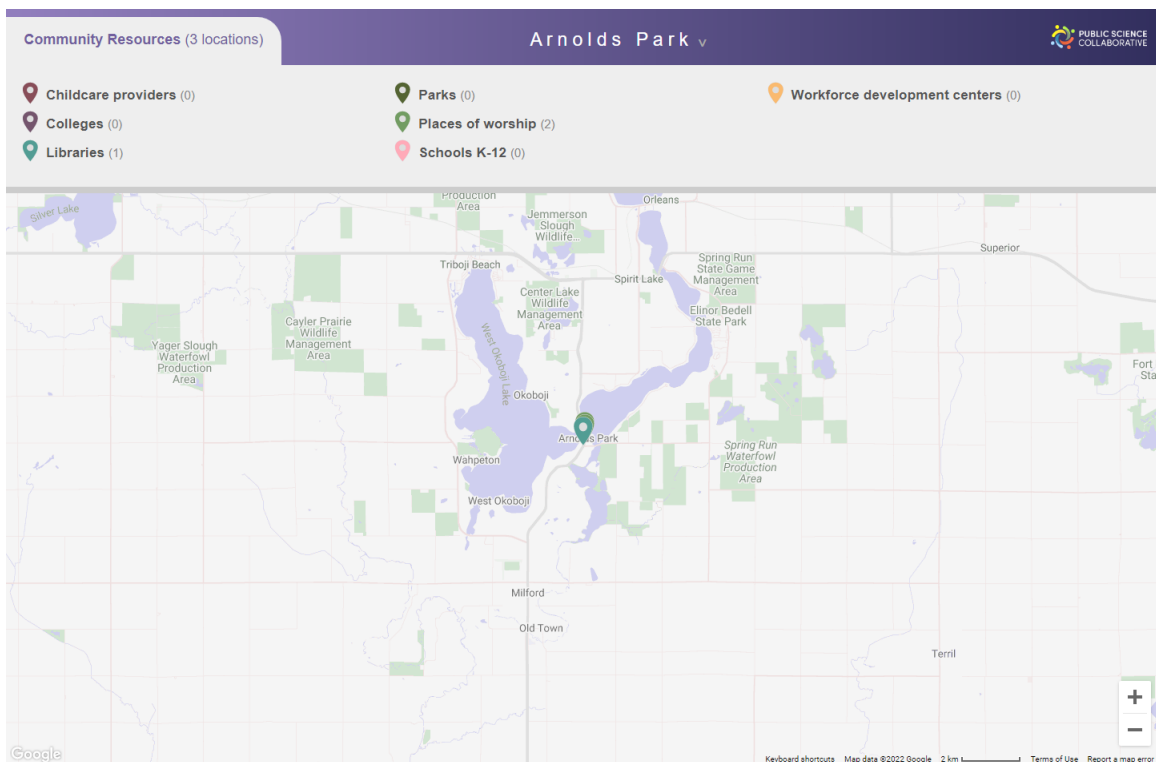 Community Resources (3 locations)
Arnolds Park v
PUBLIC SCIENCE
COLLABORATIVE
Childcare providers (0)
Colleges (0)
Libraries (1)
Parks (0)
Places of worship (2)
Schools K-12 (0)
Workforce development centers (0)
Production
Area
Orleans
Silver Lake
Jemmerson
Slough
Wildlife...
Superior
Triboji Beach
Spring Run
State Game
Management
Area
Spirit Lake
Center Lake
Wildlife
Management
Area
Elinor Bedell
State Park
Cayler Prairie
Wildlife
Management
Area
Yager Slough
Waterfowl
Production
Area
West Okoboji Lake
Fort
Sta
Okoboji
Arnolds Park
Spring Run
Waterfowl
Production
Area
Wahpeton
West Okoboji
Milford
Old Town
Terril
+
−
Google
Keyboard shortcuts Map data ©2022 Google 2 km Terms of Use Report a map error